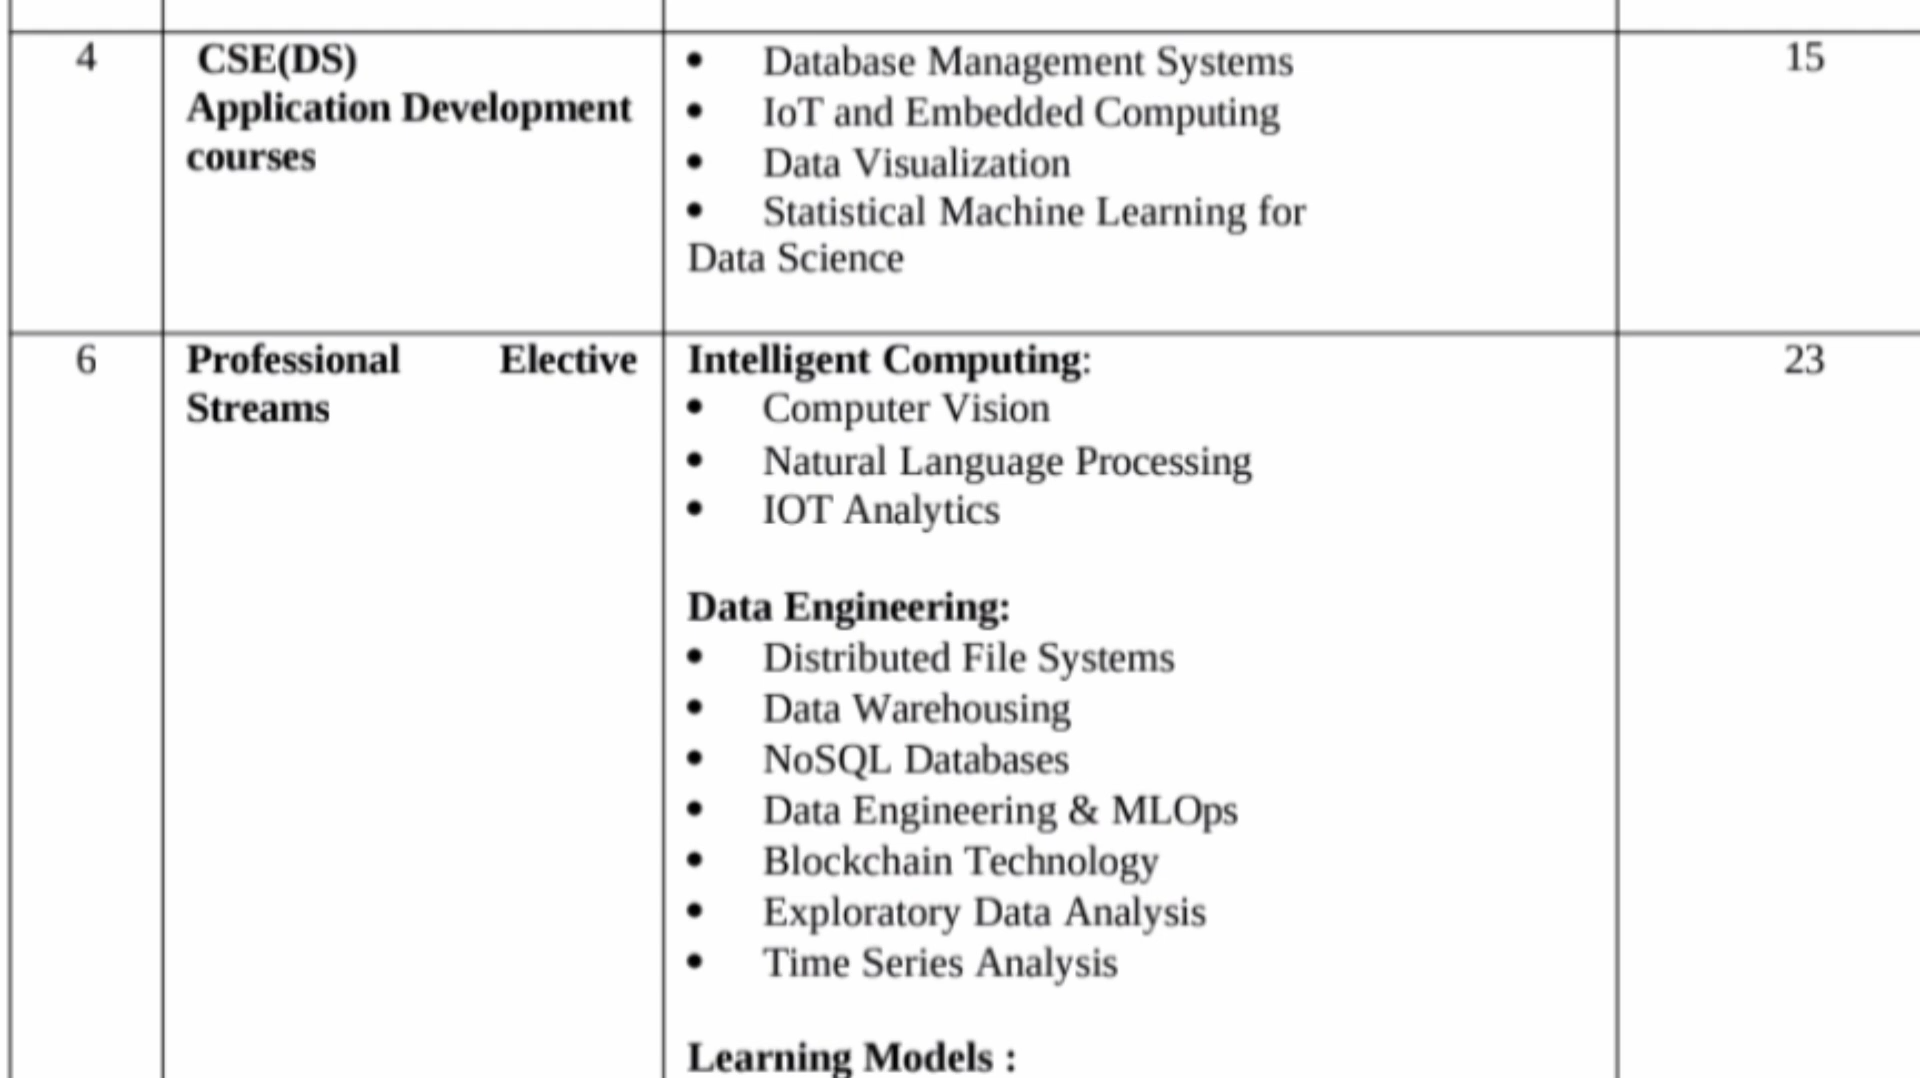 4
CSE(DS)
Application Development
courses
• Database Management Systems
• IoT and Embedded Computing
• Data Visualization
• Statistical Machine Learning for
Data Science
15
6
Professional Elective
Streams
Intelligent Computing:
• Computer Vision
• Natural Language Processing
• IOT Analytics
Data Engineering:
• Distributed File Systems
• Data Warehousing
• NoSQL Databases
• Data Engineering & MLOps
• Blockchain Technology
• Exploratory Data Analysis
• Time Series Analysis
Learning Models :
23